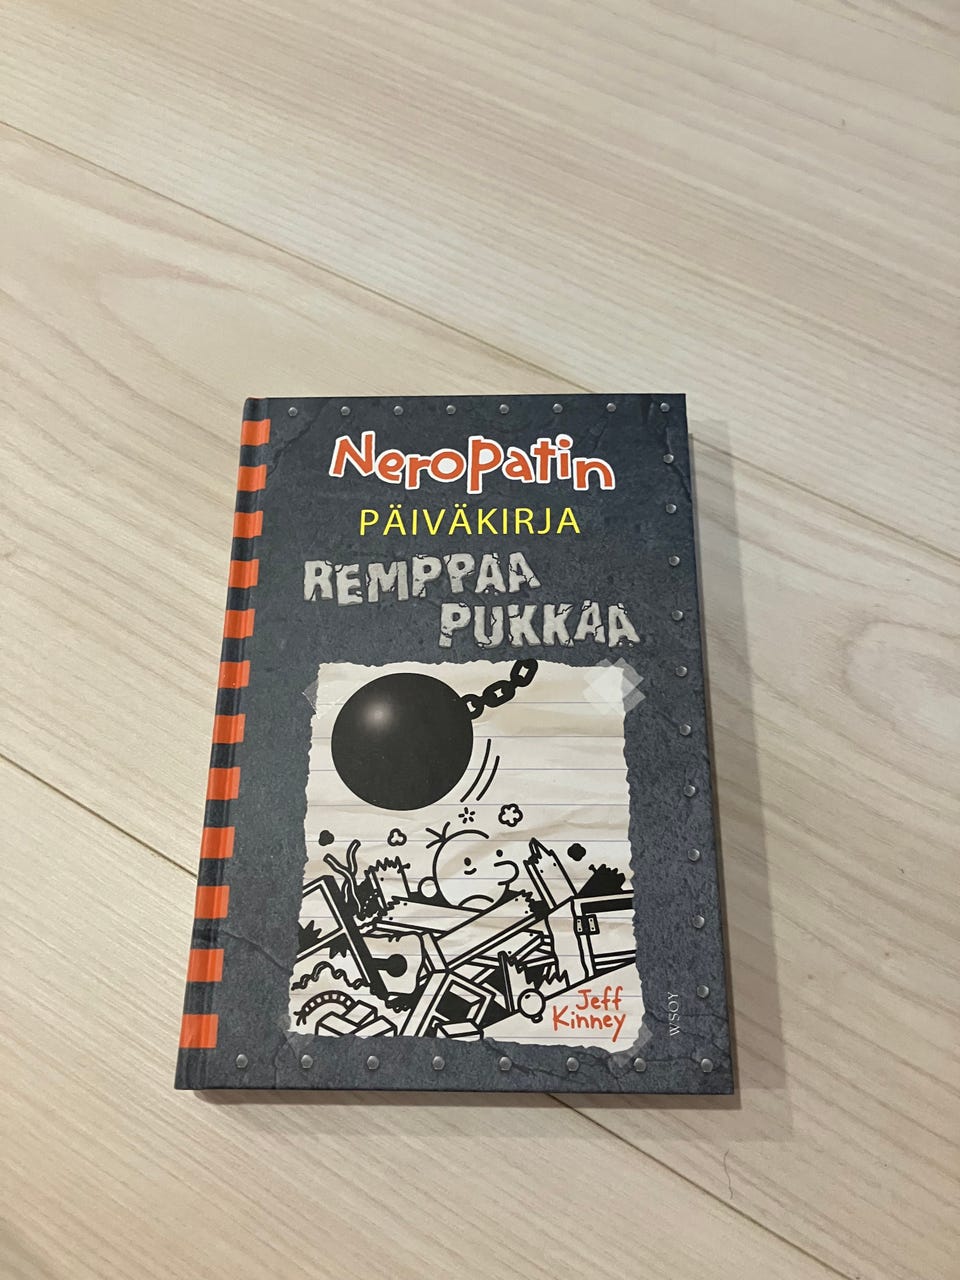 Neropatin
PÄIVÄKIRJA
REMPPAA
PUKKAA
Jeff
Kinney
WSOY